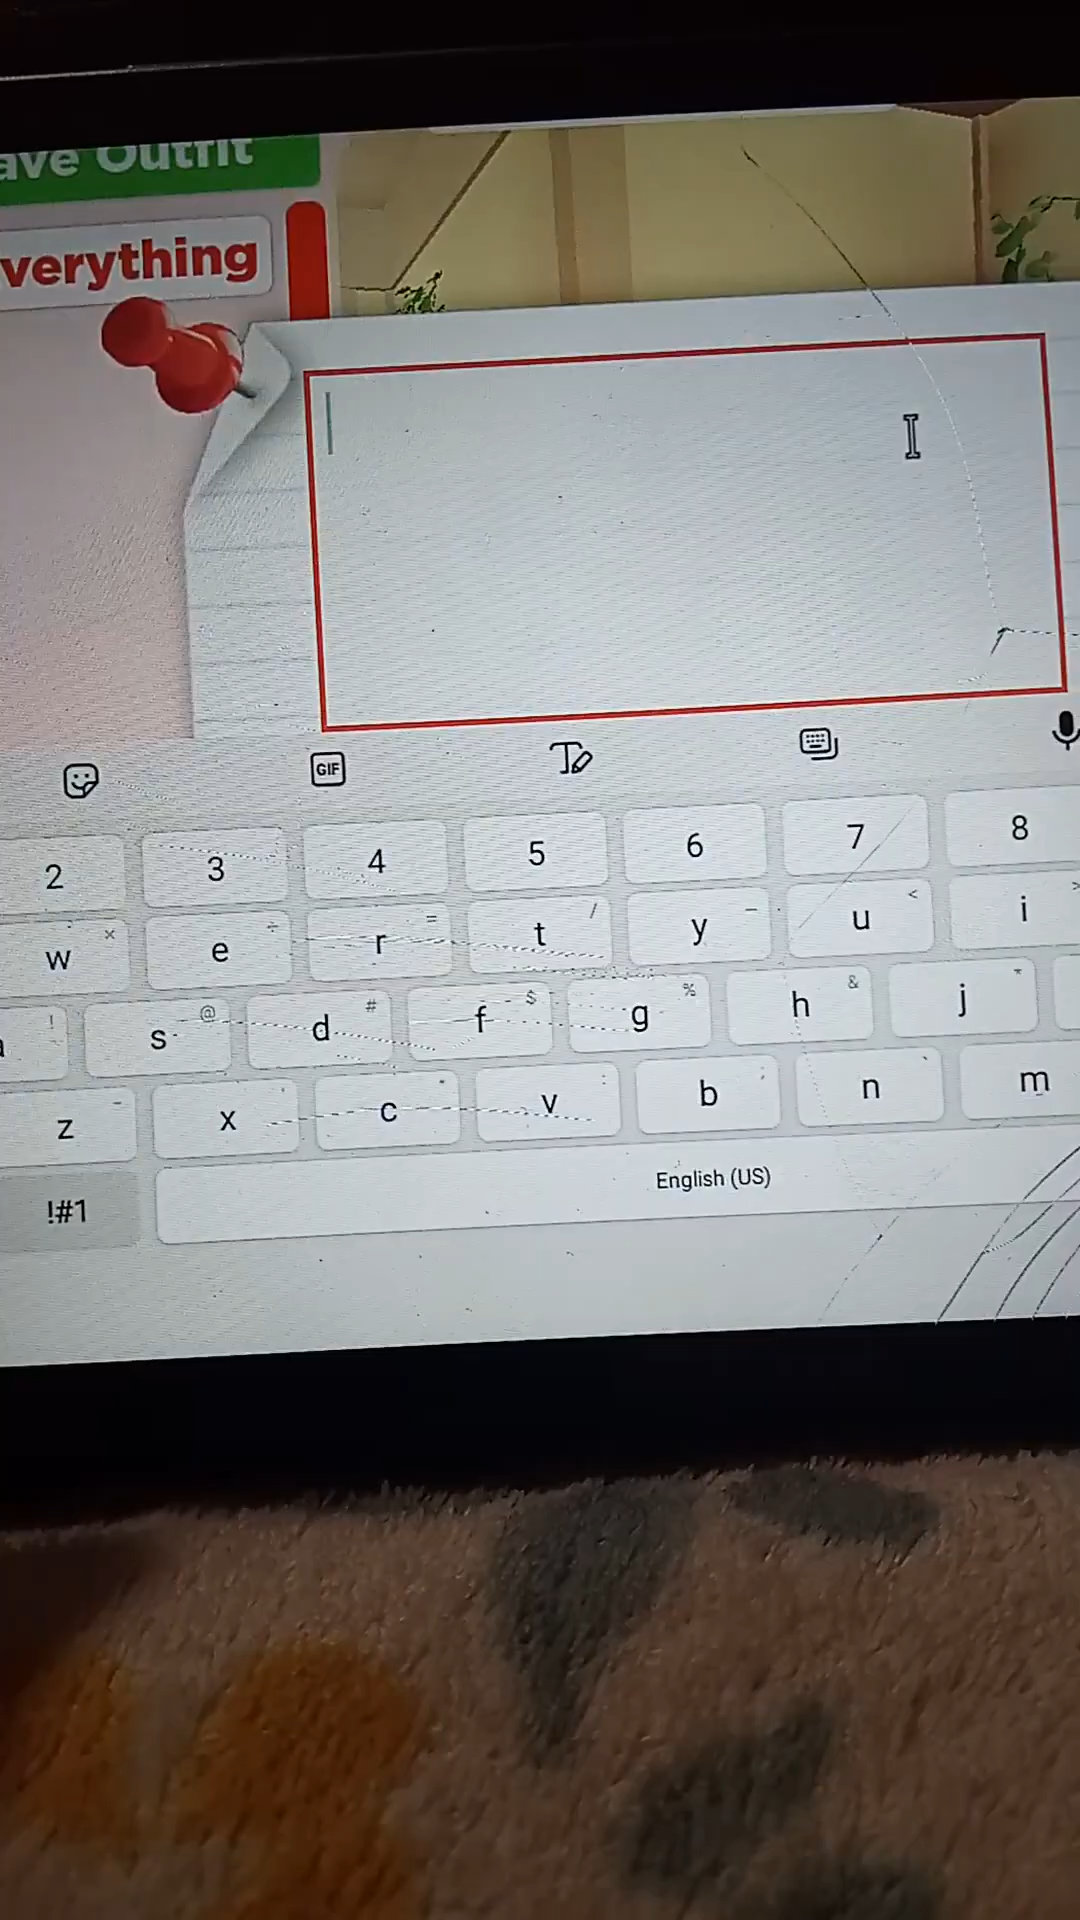 ave Outfit
verything
GIF
2 3 4 5 6 7 8
w × e ÷ r = t / y _ u < i >
! s @ d # f $ g % h & j *
z - x ' c " v : b ; n , m
!#1 English (US)